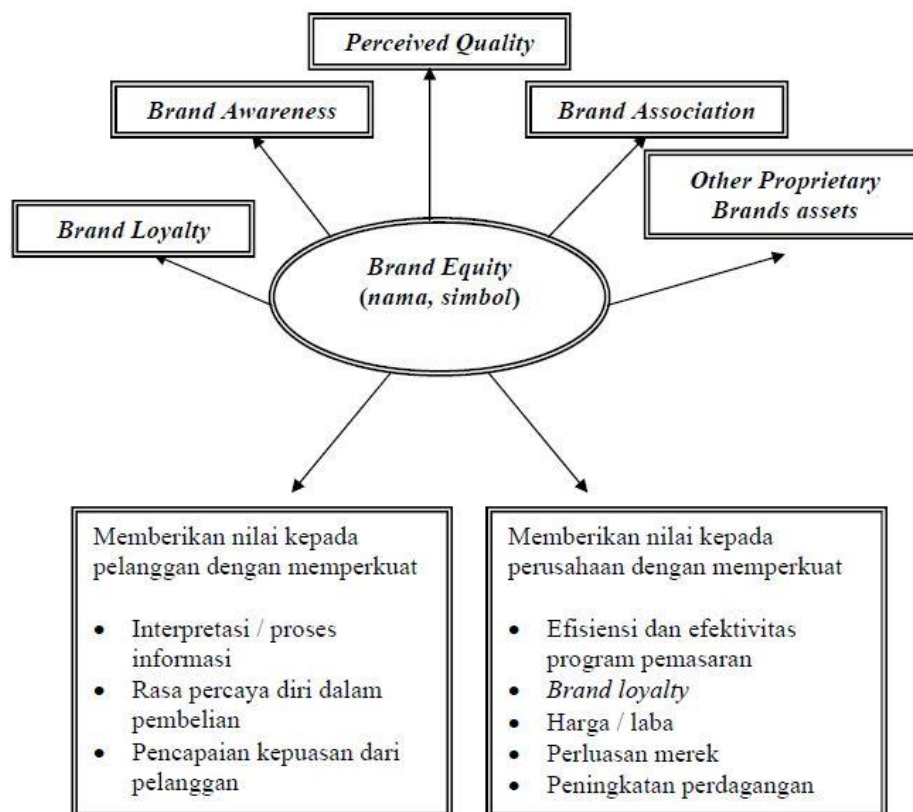 Perceived Quality
Brand Awareness
Brand Association
Other Proprietary
Brands assets
Brand Loyalty
Brand Equity
(nama, simbol)
Memberikan nilai kepada
pelanggan dengan memperkuat
• Interpretasi / proses
informasi
• Rasa percaya diri dalam
pembelian
• Pencapaian kepuasan dari
pelanggan
Memberikan nilai kepada
perusahaan dengan memperkuat
• Efisiensi dan efektivitas
program pemasaran
• Brand loyalty
• Harga / laba
• Perluasan merek
• Peningkatan perdagangan